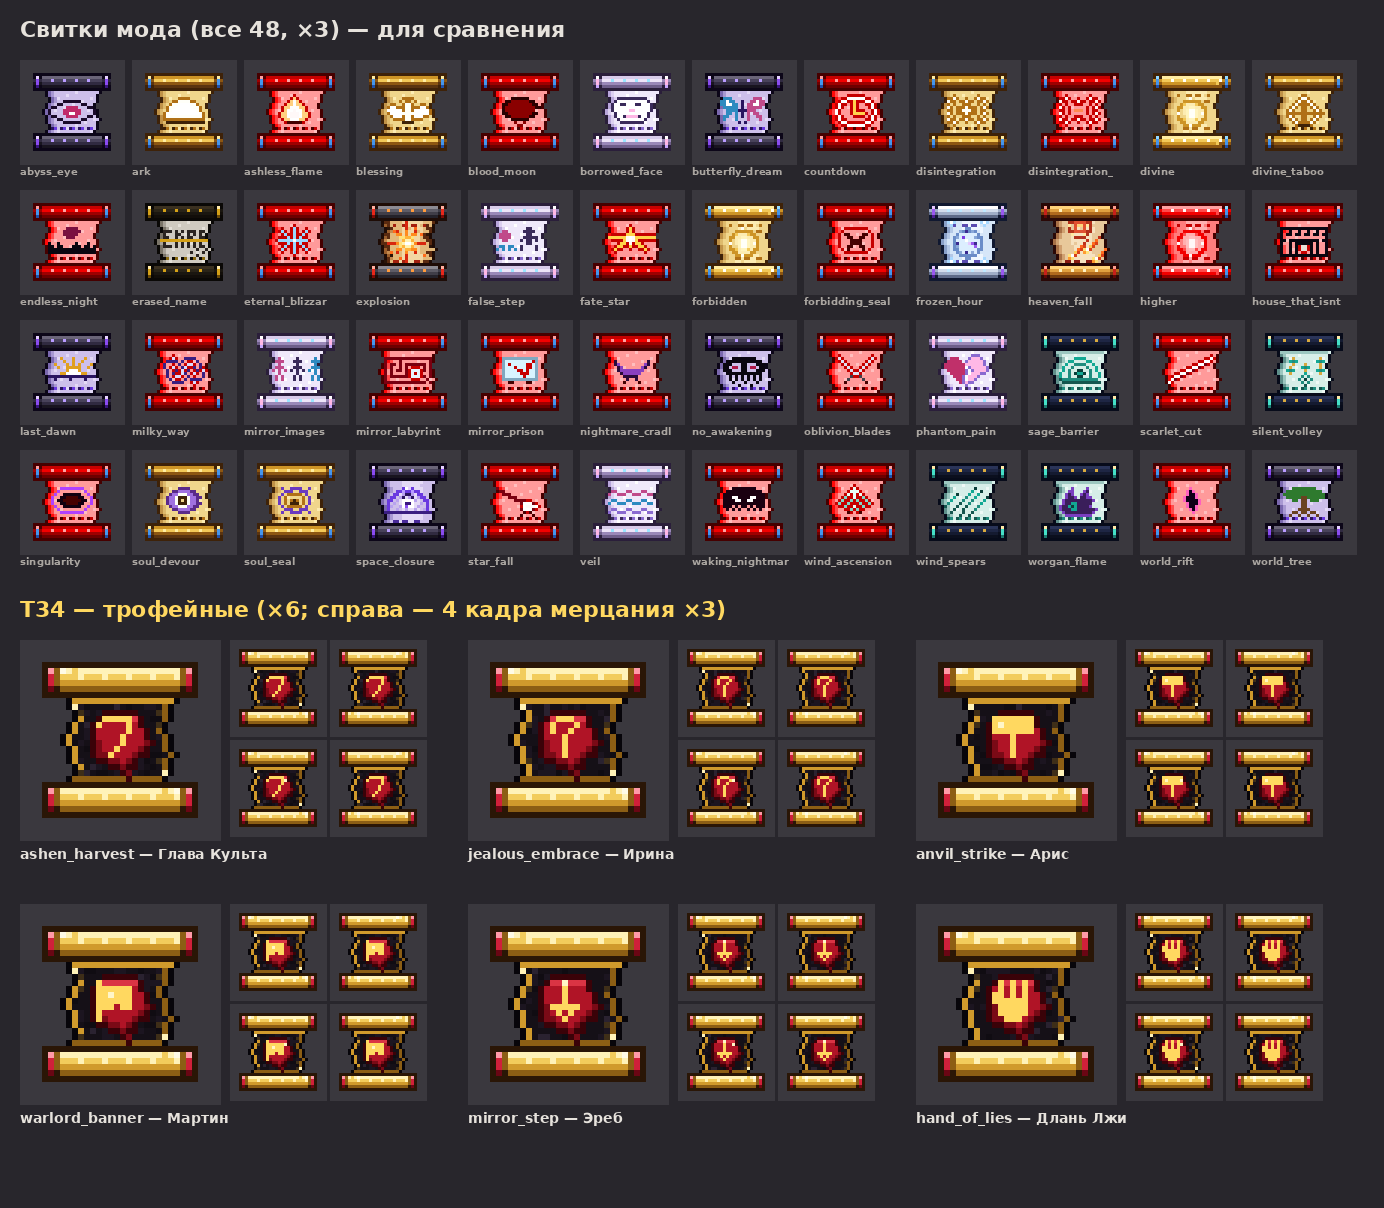 Свитки мода (все 48, ×3) — для сравнения
abyss_eye ark ashless_flame blessing blood_moon borrowed_face butterfly_dream countdown disintegration disintegration_ divine divine_taboo
endless_night erased_name eternal_blizzar explosion false_step fate_star forbidden forbidding_seal frozen_hour heaven_fall higher house_that_isnt
last_dawn milky_way mirror_images mirror_labyrint mirror_prison nightmare_cradl no_awakening oblivion_blades phantom_pain sage_barrier scarlet_cut silent_volley
singularity soul_devour soul_seal space_closure star_fall veil waking_nightmar wind_ascension wind_spears worgan_flame world_rift world_tree
T34 — трофейные (×6; справа — 4 кадра мерцания ×3)
ashen_harvest — Глава Культа jealous_embrace — Ирина anvil_strike — Арис
warlord_banner — Мартин mirror_step — Эреб hand_of_lies — Длань Лжи